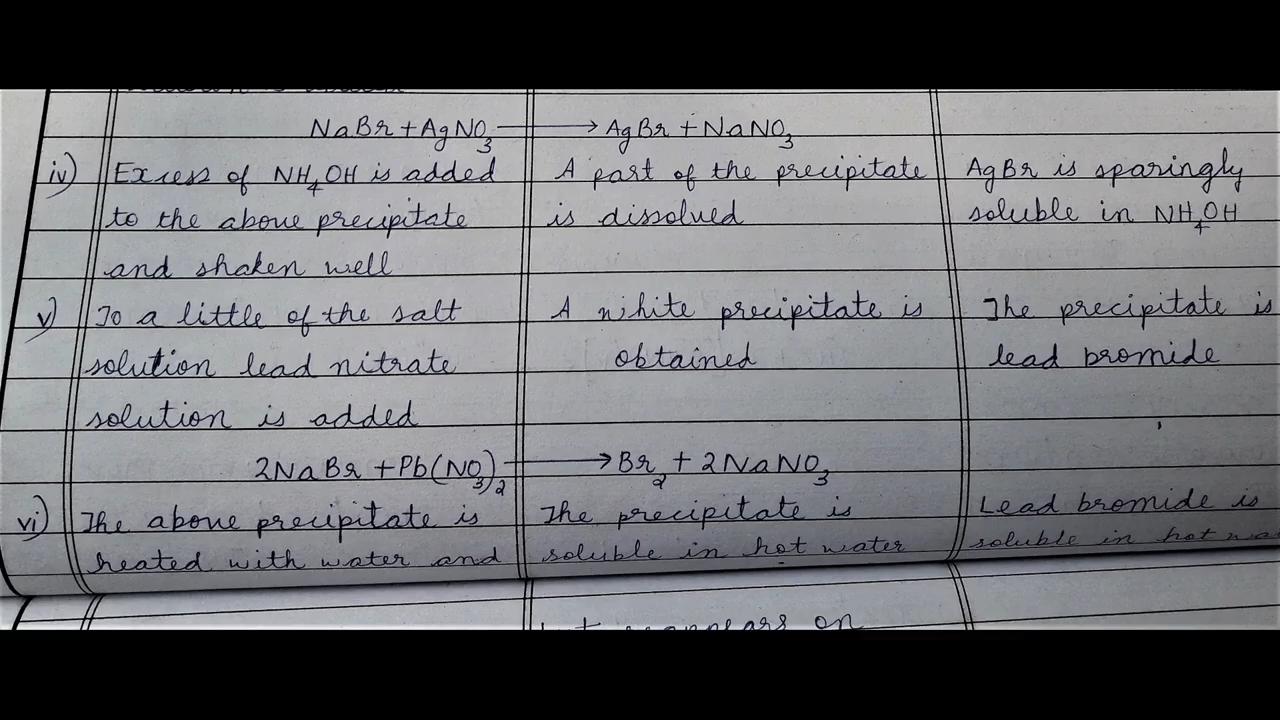 NaBr + AgNO3 → AgBr + NaNO3
iv) Excess of NH4OH is added
to the above precipitate
and shaken well
A part of the precipitate
is dissolved
AgBr is sparingly
soluble in NH4OH
v) To a little of the salt
solution lead nitrate
solution is added
A white precipitate is
obtained
The precipitate is
lead bromide
2NaBr + Pb(NO3)2 → Br2 + 2NaNO3
vi) The above precipitate is
heated with water and
The precipitate is
soluble in hot water
Lead bromide is
soluble in hot wa
reappears on